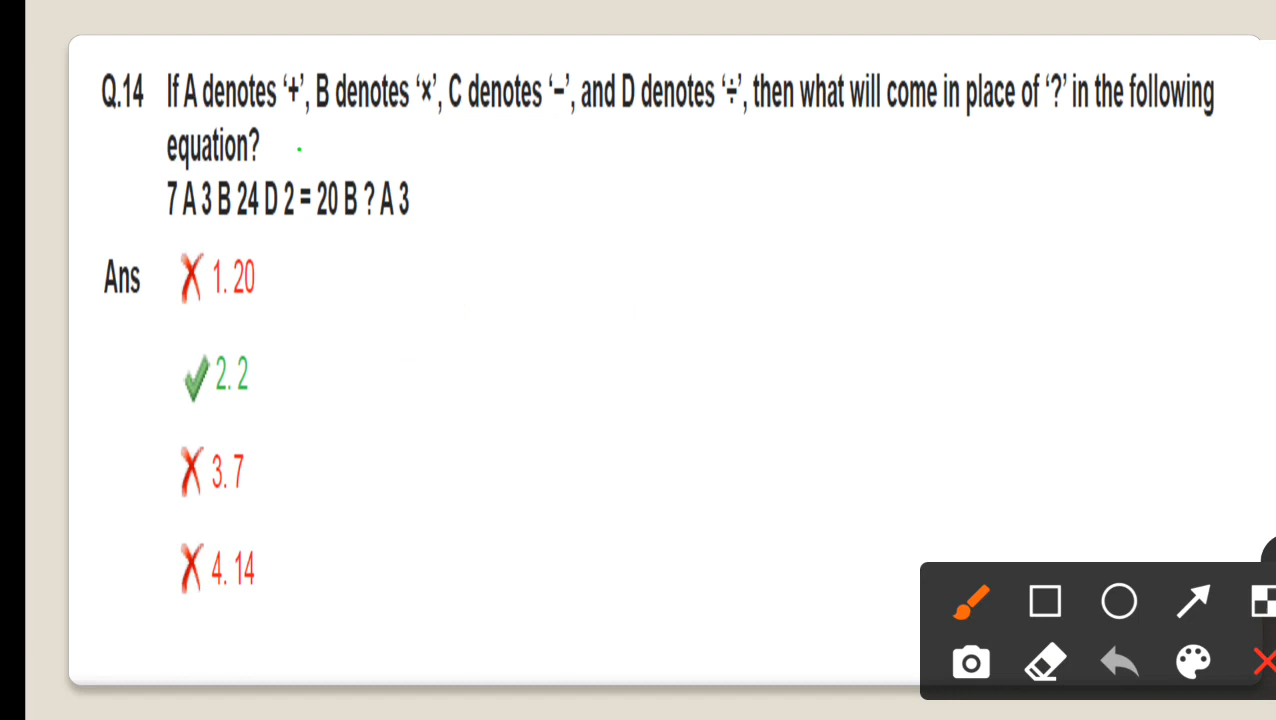 Q.14 If A denotes ‘+’, B denotes ‘×’, C denotes ‘−’, and D denotes ‘÷’, then what will come in place of ‘?’ in the following
equation?
7 A 3 B 24 D 2 = 20 B ? A 3
Ans 1. 20
2. 2
3. 7
4. 14